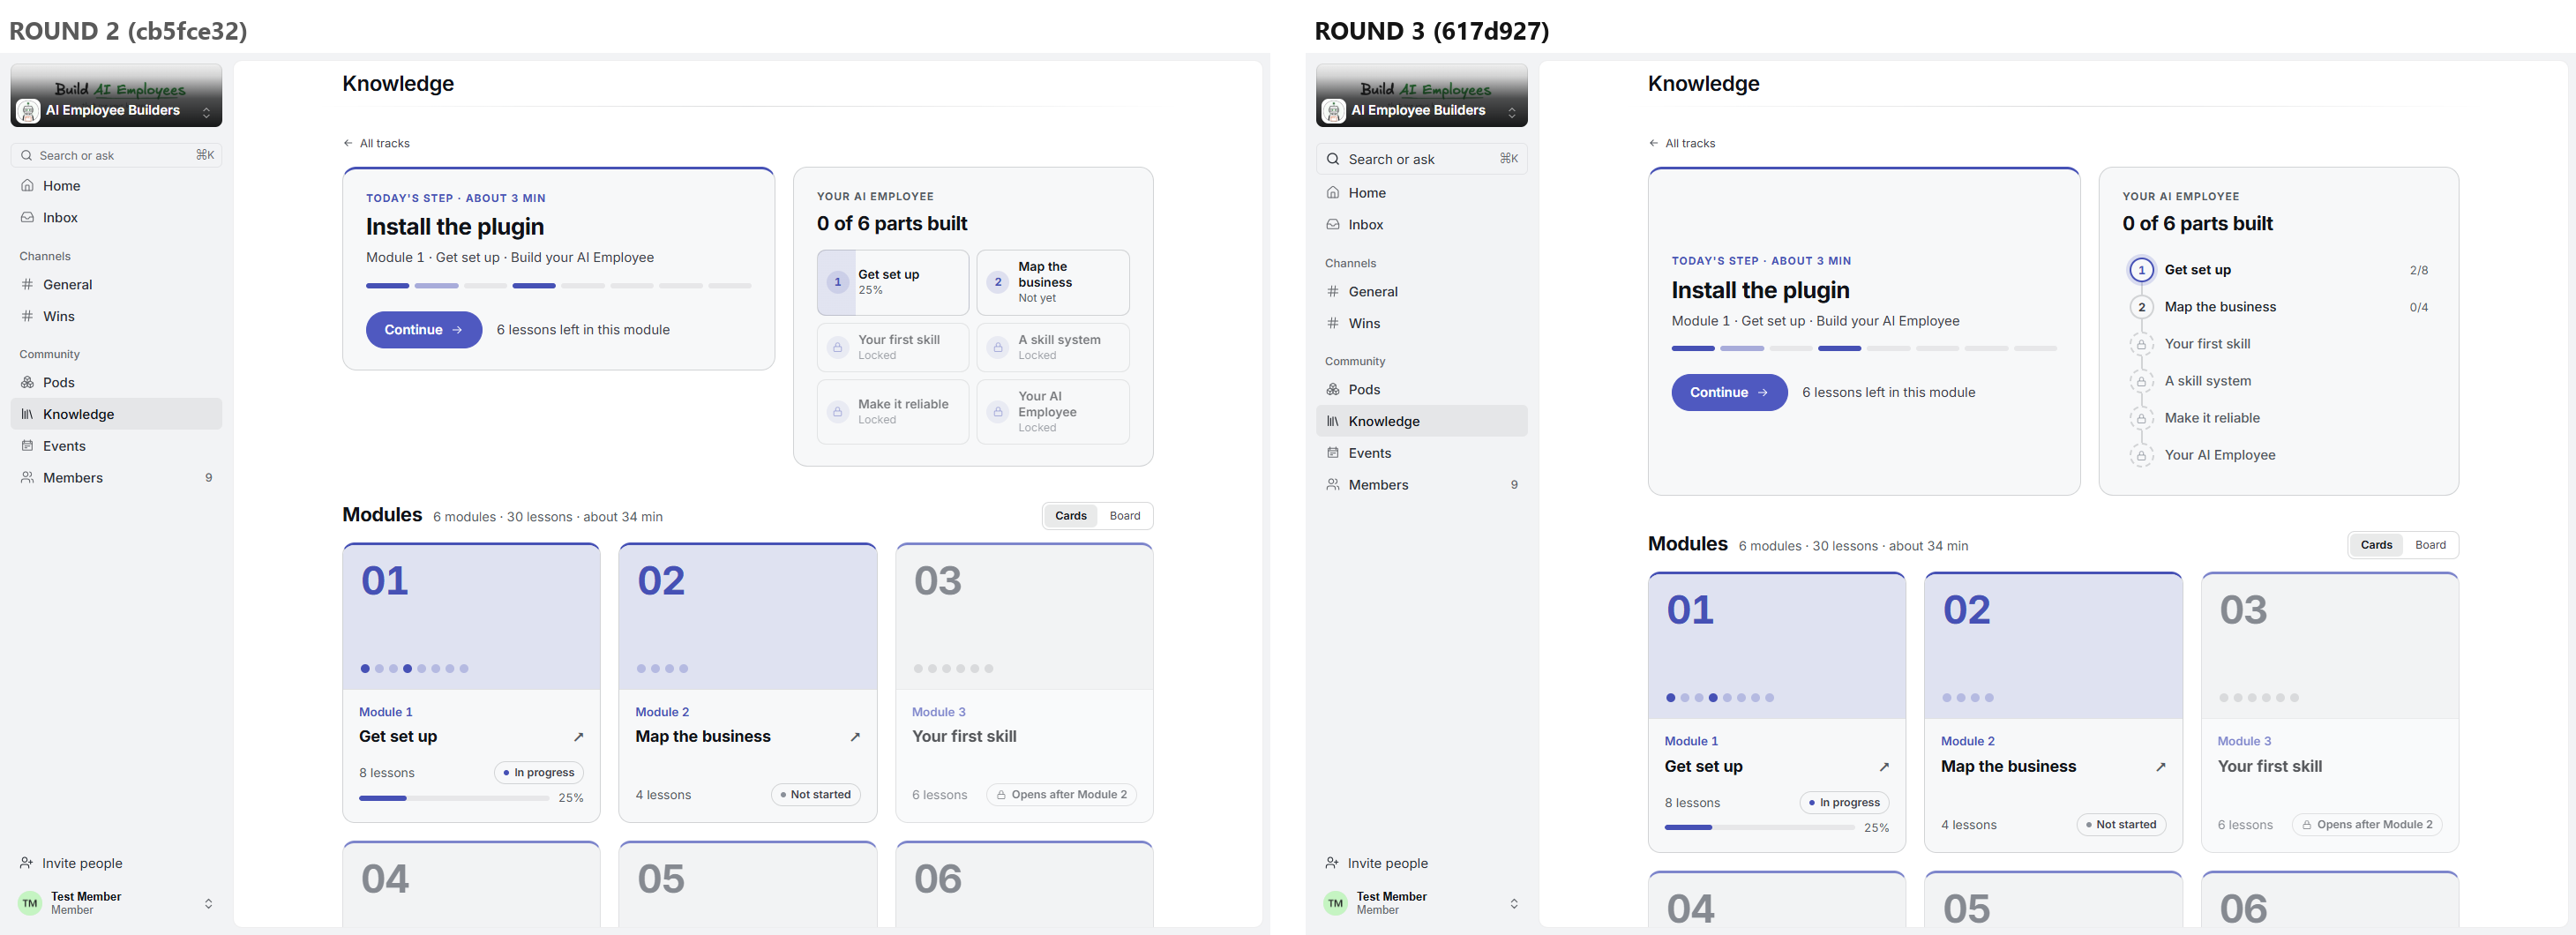 ROUND 2 (cb5fce32)
Build AI Employees
AI Employee Builders
Search or ask ⌘K
Home
Inbox
Channels
# General
# Wins
Community
Pods
Knowledge
Events
Members 9
Invite people
TM
Test Member
Member
Knowledge
← All tracks
TODAY'S STEP · ABOUT 3 MIN
Install the plugin
Module 1 · Get set up · Build your AI Employee
Continue → 6 lessons left in this module
YOUR AI EMPLOYEE
0 of 6 parts built
1
Get set up
25%
2
Map the
business
Not yet
Your first skill
Locked
A skill system
Locked
Make it reliable
Locked
Your AI
Employee
Locked
Modules 6 modules · 30 lessons · about 34 min
Cards Board
01
Module 1
Get set up ↗
8 lessons • In progress
25%
02
Module 2
Map the business ↗
4 lessons • Not started
03
Module 3
Your first skill
6 lessons Opens after Module 2
04
05
06
ROUND 3 (617d927)
Build AI Employees
AI Employee Builders
Search or ask ⌘K
Home
Inbox
Channels
# General
# Wins
Community
Pods
Knowledge
Events
Members 9
Invite people
TM
Test Member
Member
Knowledge
← All tracks
TODAY'S STEP · ABOUT 3 MIN
Install the plugin
Module 1 · Get set up · Build your AI Employee
Continue → 6 lessons left in this module
YOUR AI EMPLOYEE
0 of 6 parts built
1 Get set up 2/8
2 Map the business 0/4
Your first skill
A skill system
Make it reliable
Your AI Employee
Modules 6 modules · 30 lessons · about 34 min
Cards Board
01
Module 1
Get set up ↗
8 lessons • In progress
25%
02
Module 2
Map the business ↗
4 lessons • Not started
03
Module 3
Your first skill
6 lessons Opens after Module 2
04
05
06